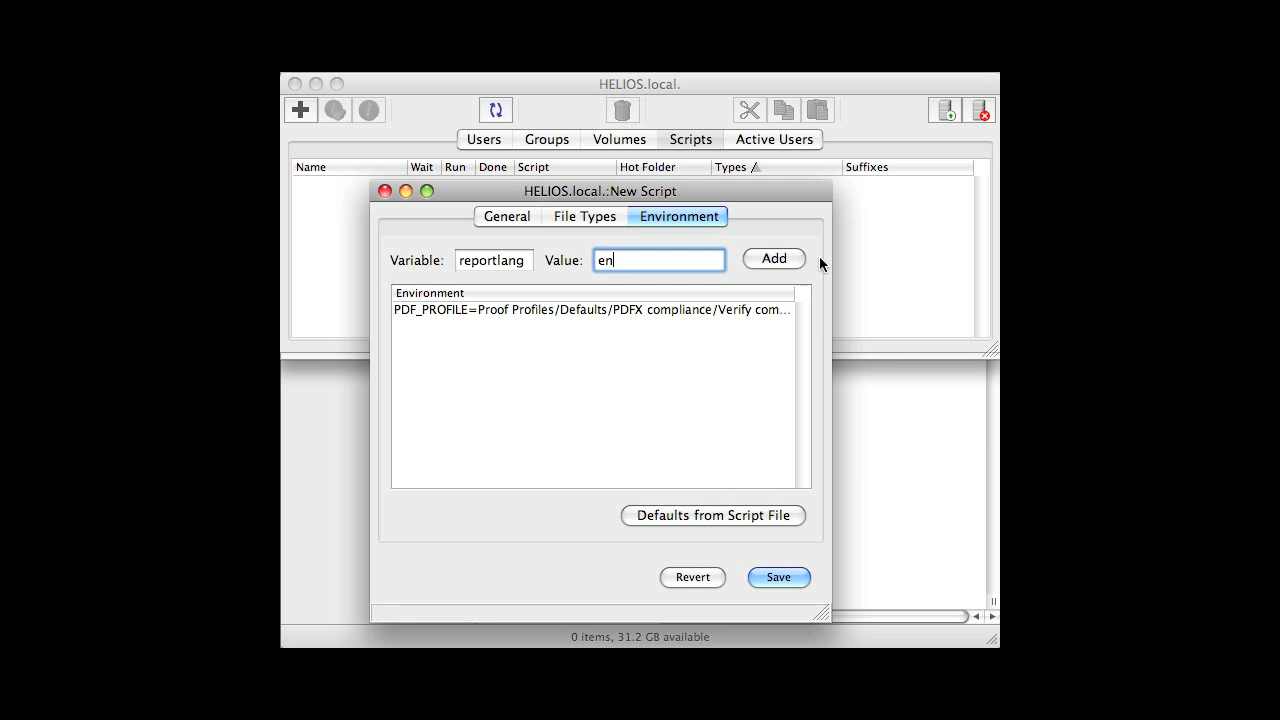 HELIOS.local.
Users Groups Volumes Scripts Active Users
Name Wait Run Done Script Hot Folder Types Suffixes
HELIOS.local.:New Script
General File Types Environment
Variable: reportlang Value: en Add
Environment
PDF_PROFILE=Proof Profiles/Defaults/PDFX compliance/Verify com...
Defaults from Script File
Revert Save
0 items, 31.2 GB available